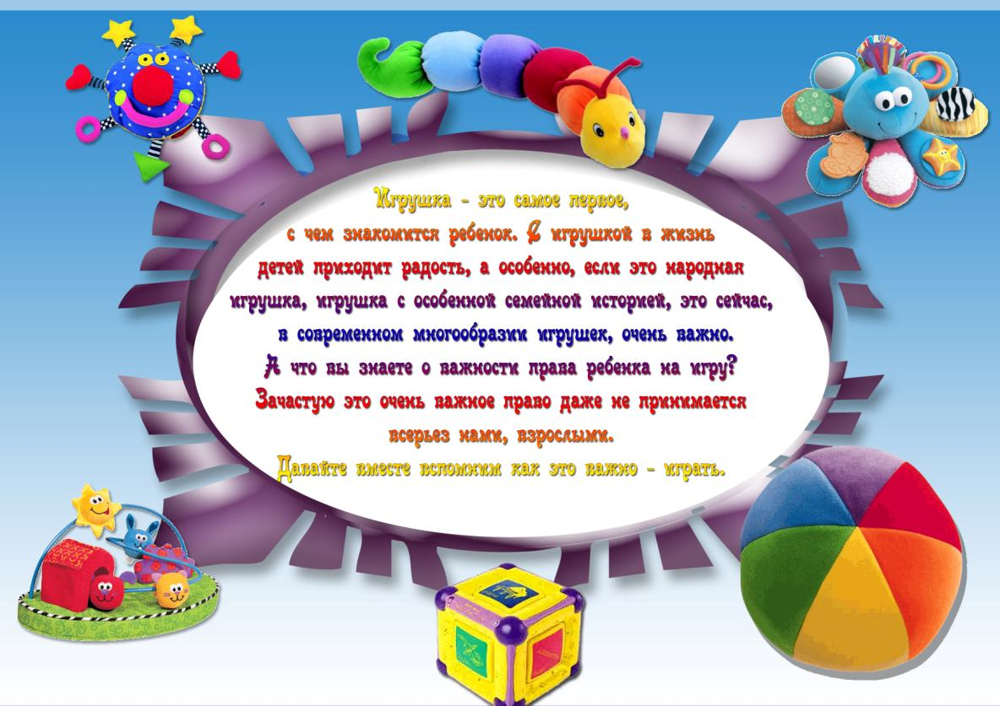 Игрушка - это самое первое,
с чем знакомится ребенок. С игрушкой в жизнь
детей приходит радость, а особенно, если это народная
игрушка, игрушка с особенной семейной историей, это сейчас,
в современном многообразии игрушек, очень важно.
А что вы знаете о важности права ребенка на игру?
Зачастую это очень важное право даже не принимается
всерьез нами, взрослыми.
Давайте вместе вспомним как это важно - играть.